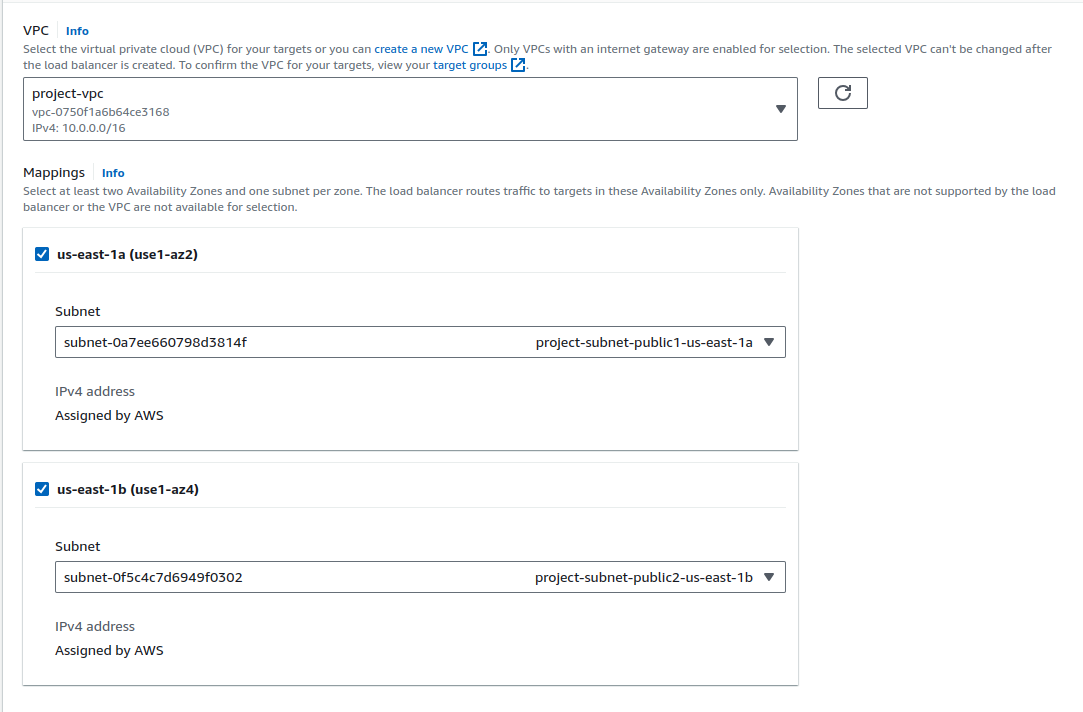 VPC Info
Select the virtual private cloud (VPC) for your targets or you can create a new VPC. Only VPCs with an internet gateway are enabled for selection. The selected VPC can't be changed after
the load balancer is created. To confirm the VPC for your targets, view your target groups.
project-vpc
vpc-0750f1a6b64ce3168
IPv4: 10.0.0.0/16
Mappings Info
Select at least two Availability Zones and one subnet per zone. The load balancer routes traffic to targets in these Availability Zones only. Availability Zones that are not supported by the load
balancer or the VPC are not available for selection.
us-east-1a (use1-az2)
Subnet
subnet-0a7ee660798d3814f project-subnet-public1-us-east-1a
IPv4 address
Assigned by AWS
us-east-1b (use1-az4)
Subnet
subnet-0f5c4c7d6949f0302 project-subnet-public2-us-east-1b
IPv4 address
Assigned by AWS